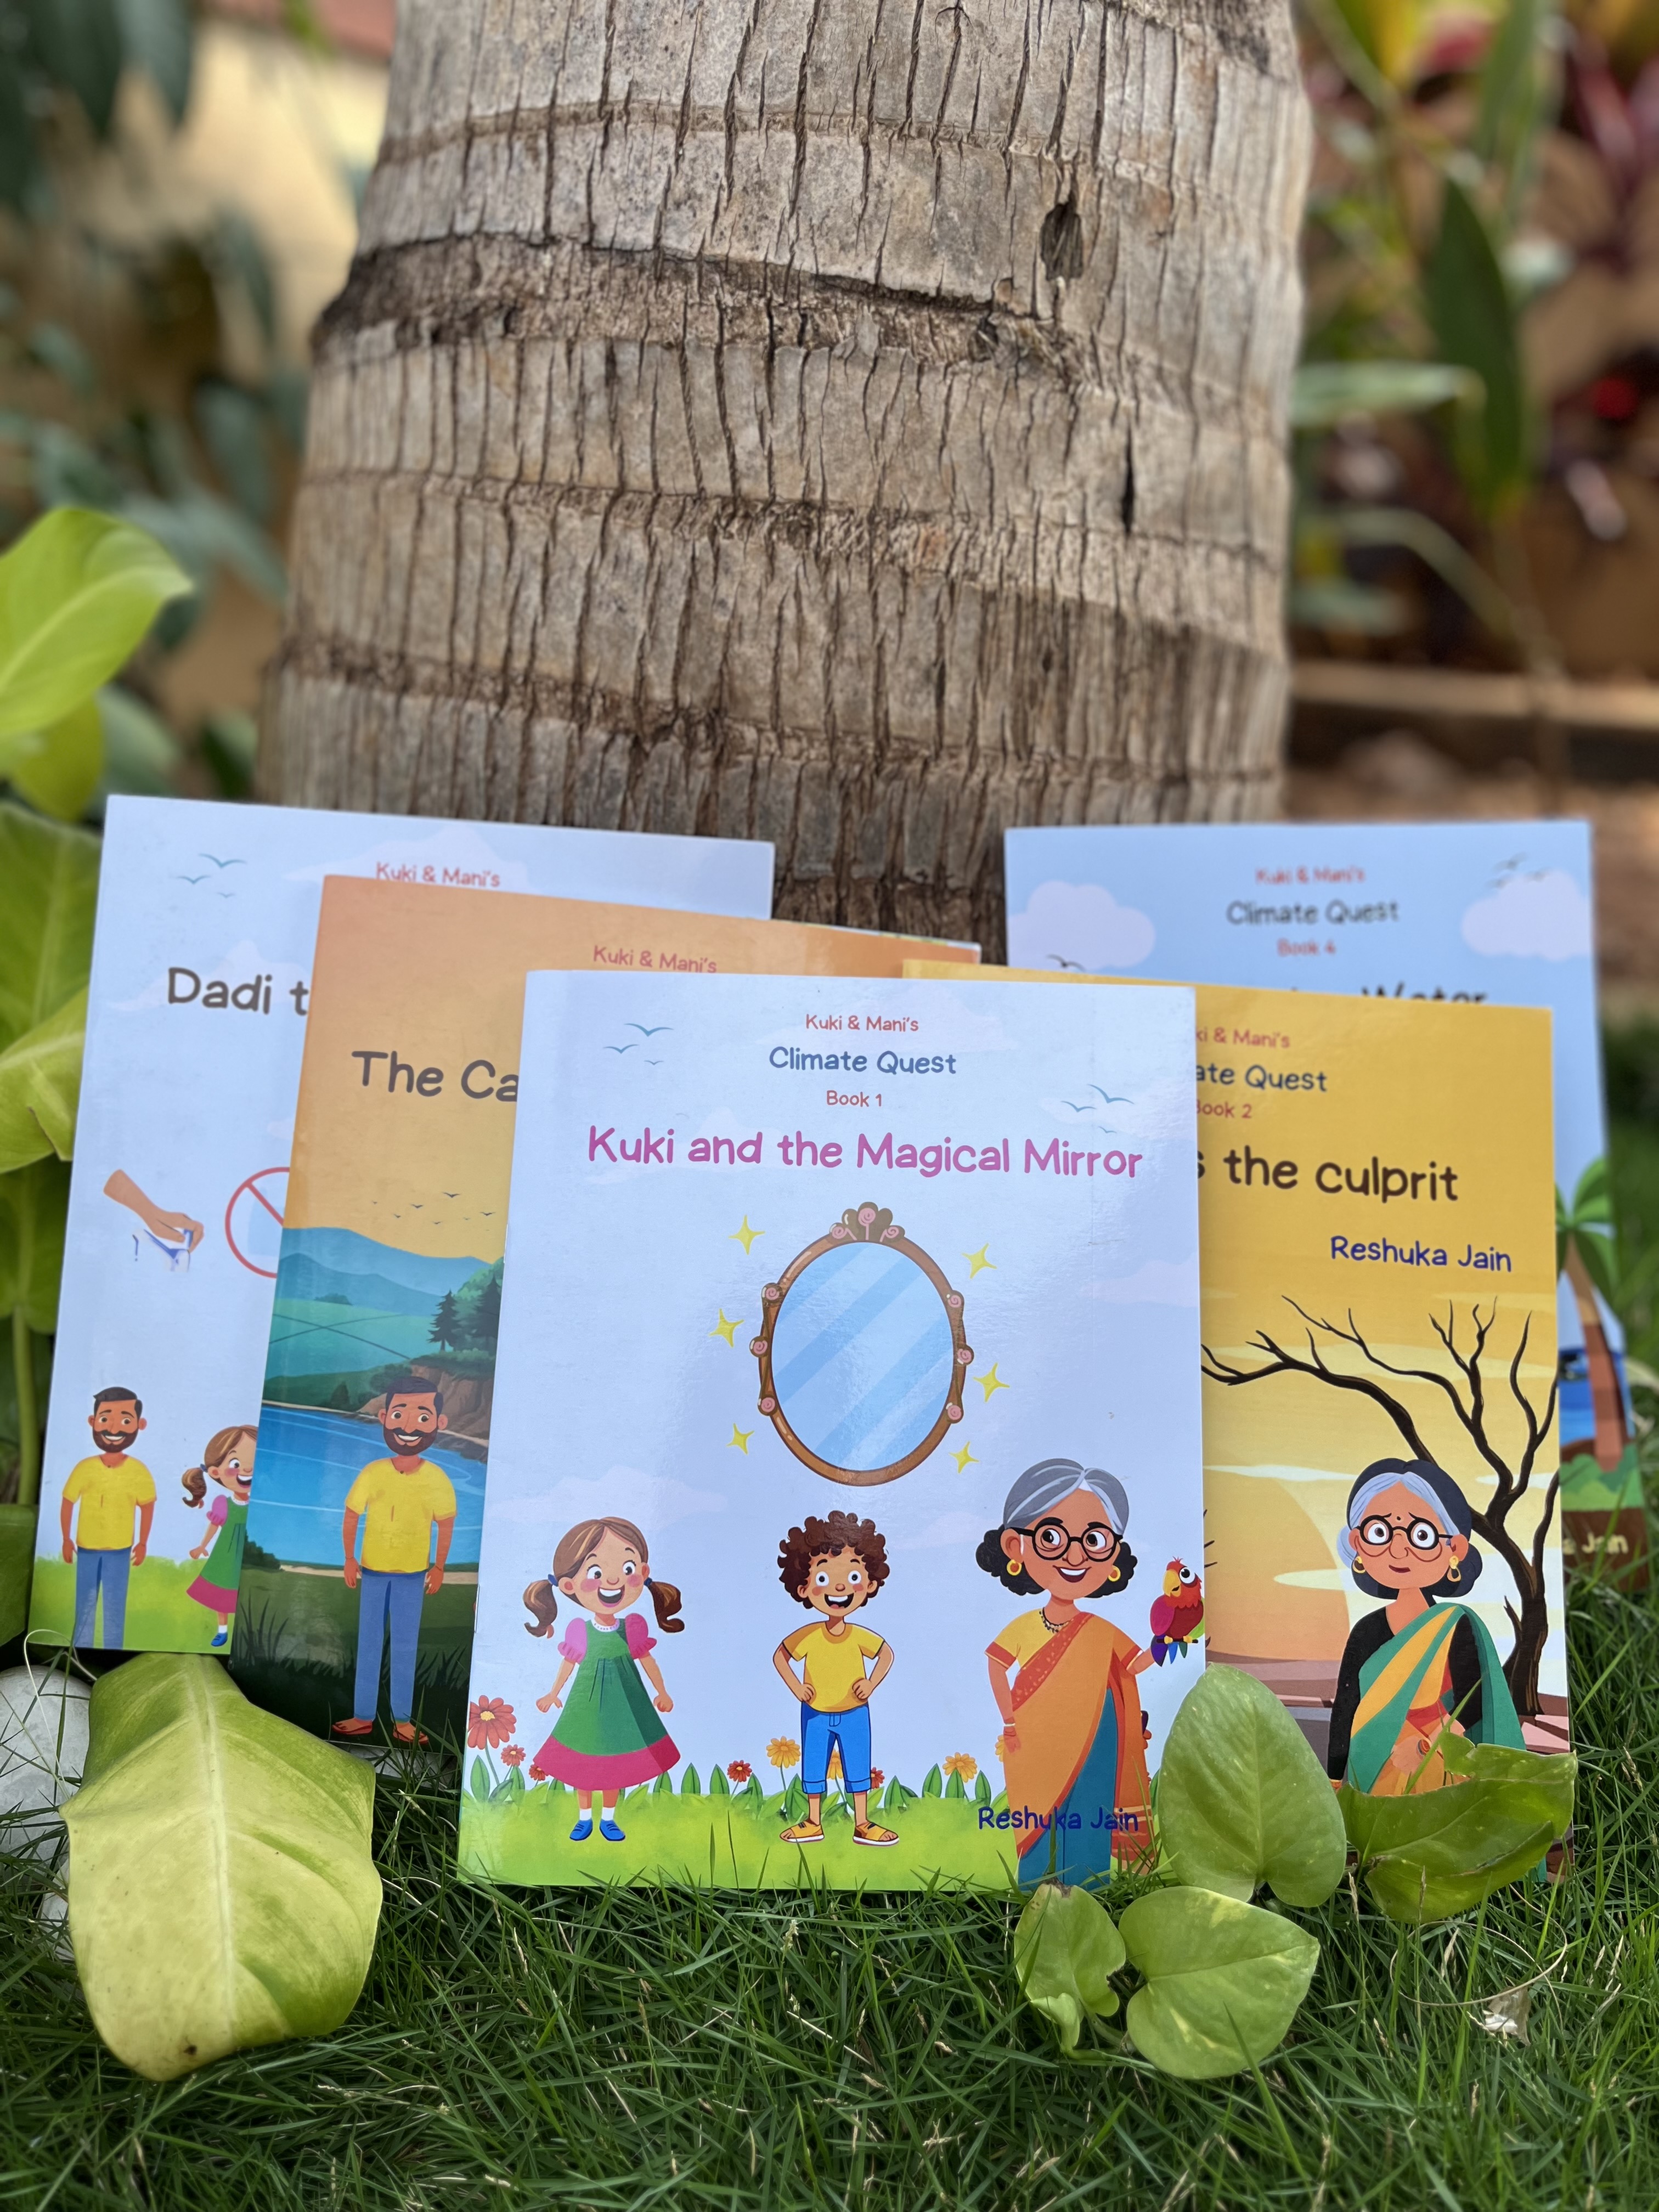 Kuki & Mani's
Dadi t
Kuki & Mani's
The Ca
Kuki & Mani's
Climate Quest
Book 1
Kuki and the Magical Mirror
Reshuka Jain
ki & Mani's
ate Quest
Book 2
s the culprit
Reshuka Jain
Kuki & Mani's
Climate Quest
Book 4
Water
Jain